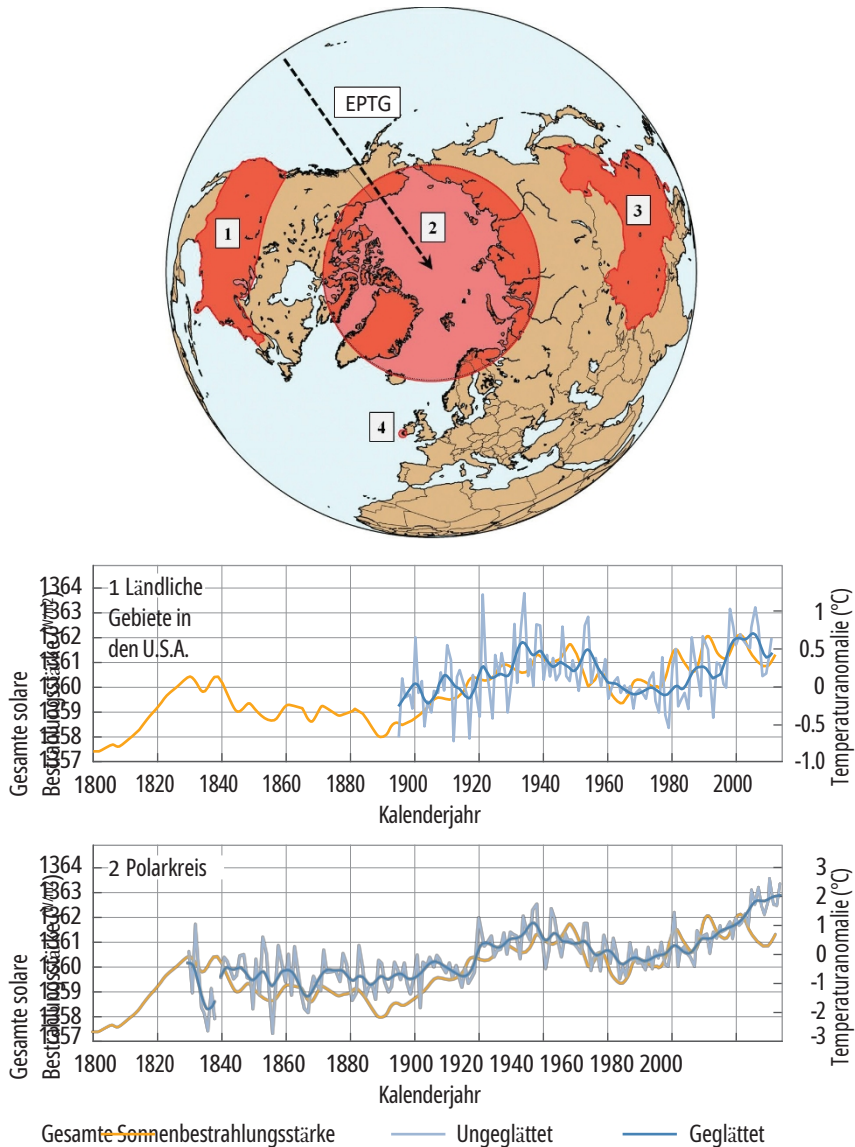 EPTG
1
2
3
4
1 Ländliche
Gebiete in
den U.S.A.
Gesamte solare
Bestrahlungsstärke
1364
1363
1362
1361
1360
1359
1358
1357
1
0.5
0
-0.5
-1.0
Temperaturanomalie (°C)
1800 1820 1840 1860 1880 1900 1920 1940 1960 1980 2000
Kalenderjahr
2 Polarkreis
Gesamte solare
Bestrahlungsstärke
1364
1363
1362
1361
1360
1359
1358
1357
3
2
1
0
-1
-2
-3
Temperaturanomalie (°C)
1800 1820 1840 1860 1880 1900 1920 1940 1960 1980 2000
Kalenderjahr
Gesamte Sonnenbestrahlungsstärke Ungeglättet Geglättet